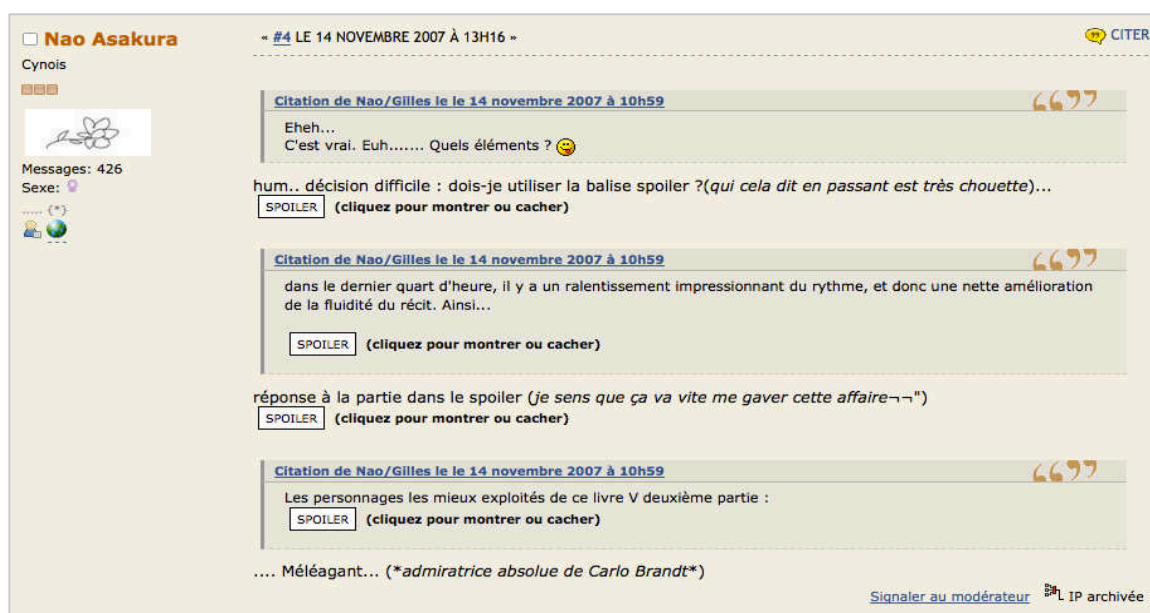 Nao Asakura
Cynois
Messages: 426
Sexe:
..... {*}
« #4 LE 14 NOVEMBRE 2007 À 13H16 »
CITER
Citation de Nao/Gilles le le 14 novembre 2007 à 10h59
Eheh...
C'est vrai. Euh....... Quels éléments ?
hum.. décision difficile : dois-je utiliser la balise spoiler ?(qui cela dit en passant est très chouette)...
SPOILER (cliquez pour montrer ou cacher)
Citation de Nao/Gilles le le 14 novembre 2007 à 10h59
dans le dernier quart d'heure, il y a un ralentissement impressionnant du rythme, et donc une nette amélioration
de la fluidité du récit. Ainsi...
SPOILER (cliquez pour montrer ou cacher)
réponse à la partie dans le spoiler (je sens que ça va vite me gaver cette affaire¬¬")
SPOILER (cliquez pour montrer ou cacher)
Citation de Nao/Gilles le le 14 novembre 2007 à 10h59
Les personnages les mieux exploités de ce livre V deuxième partie :
SPOILER (cliquez pour montrer ou cacher)
.... Méléagant... (*admiratrice absolue de Carlo Brandt*)
Signaler au modérateur IP archivée